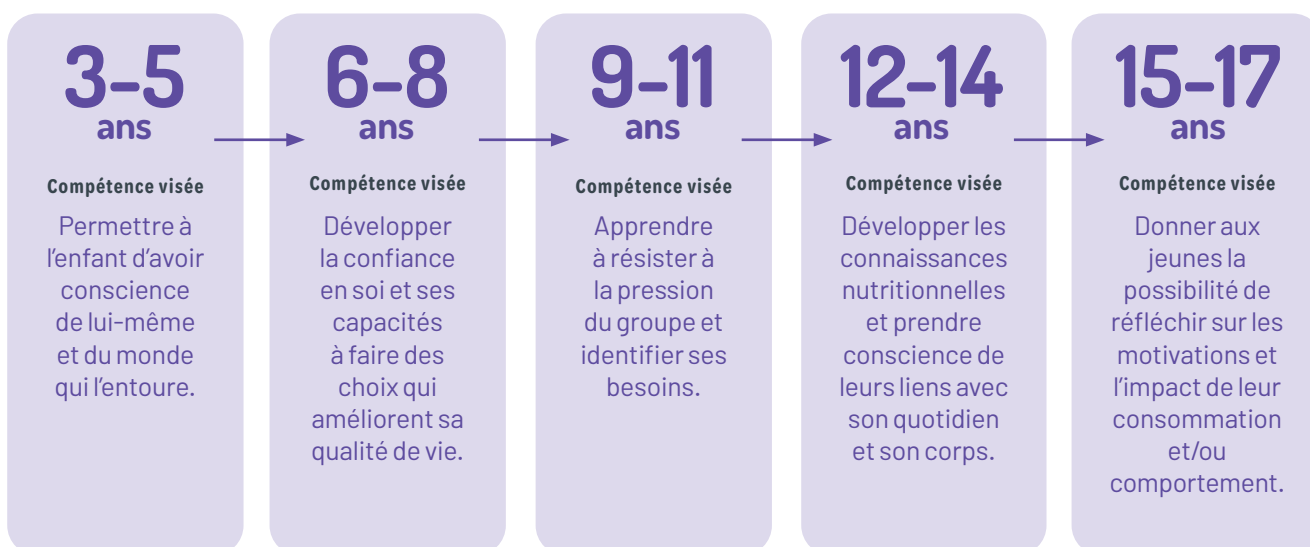 3-5
ans
Compétence visée
Permettre à
l'enfant d'avoir
conscience
de lui-même
et du monde
qui l'entoure.
6-8
ans
Compétence visée
Développer
la confiance
en soi et ses
capacités
à faire des
choix qui
améliorent sa
qualité de vie.
9-11
ans
Compétence visée
Apprendre
à résister à
la pression
du groupe et
identifier ses
besoins.
12-14
ans
Compétence visée
Développer les
connaissances
nutritionnelles
et prendre
conscience de
leurs liens avec
son quotidien
et son corps.
15-17
ans
Compétence visée
Donner aux
jeunes la
possibilité de
réfléchir sur les
motivations et
l'impact de leur
consommation
et/ou
comportement.